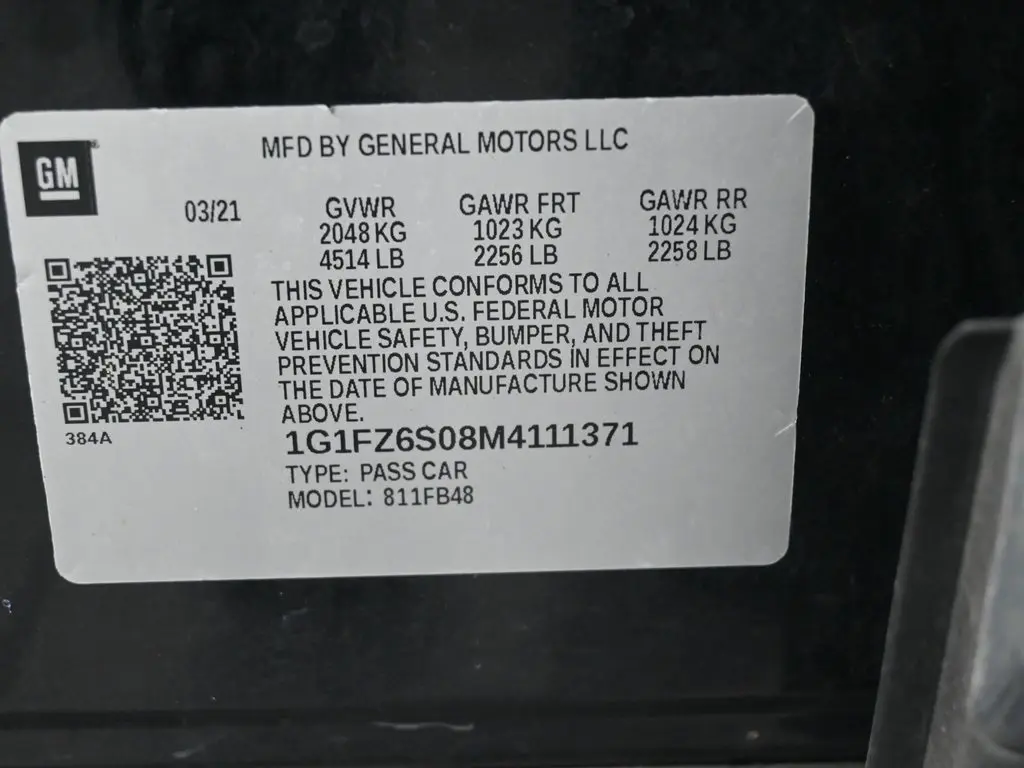 MFD BY GENERAL MOTORS LLC
GM®
03/21
GVWR GAWR FRT GAWR RR
2048 KG 1023 KG 1024 KG
4514 LB 2256 LB 2258 LB
THIS VEHICLE CONFORMS TO ALL
APPLICABLE U.S. FEDERAL MOTOR
VEHICLE SAFETY, BUMPER, AND THEFT
PREVENTION STANDARDS IN EFFECT ON
THE DATE OF MANUFACTURE SHOWN
ABOVE.
384A
1G1FZ6S08M4111371
TYPE: PASS CAR
MODEL: 811FB48